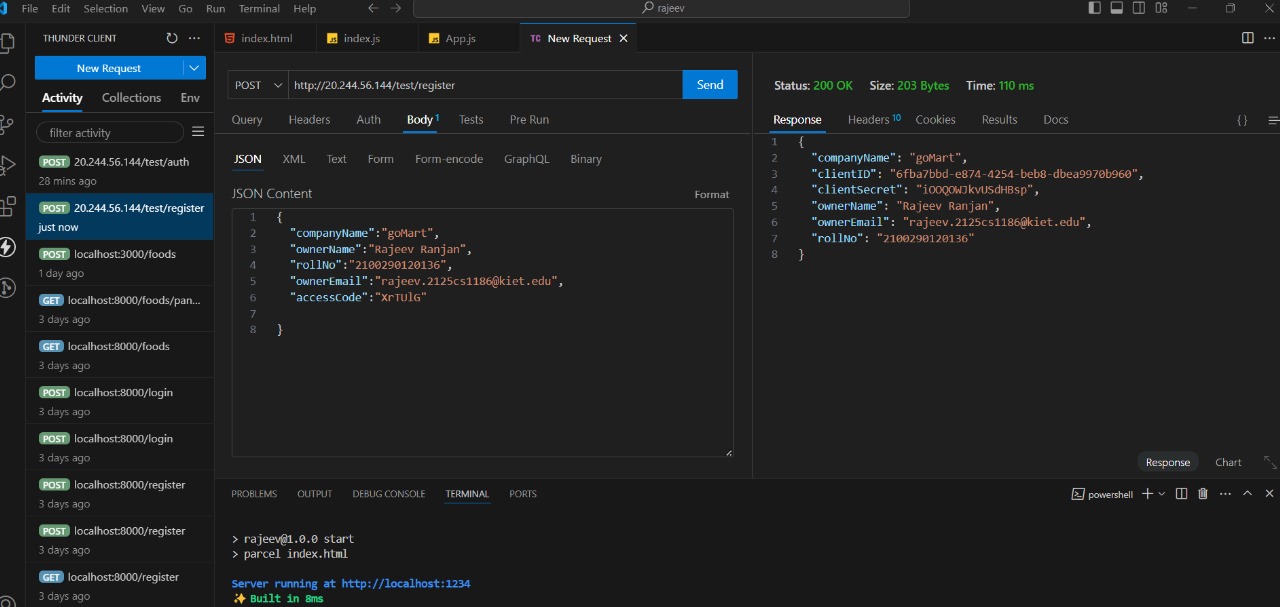 File Edit Selection View Go Run Terminal Help
rajeev
THUNDER CLIENT
New Request
Activity Collections Env
filter activity
POST 20.244.56.144/test/auth
28 mins ago
POST 20.244.56.144/test/register
just now
POST localhost:3000/foods
1 day ago
GET localhost:8000/foods/pan...
3 days ago
GET localhost:8000/foods
3 days ago
POST localhost:8000/login
3 days ago
POST localhost:8000/login
3 days ago
POST localhost:8000/register
3 days ago
POST localhost:8000/register
3 days ago
GET localhost:8000/register
3 days ago
index.html
JS index.js
JS App.js
TC New Request
POST http://20.244.56.144/test/register Send
Query Headers Auth Body 1 Tests Pre Run
JSON XML Text Form Form-encode GraphQL Binary
JSON Content Format
1 {
2 "companyName":"goMart",
3 "ownerName":"Rajeev Ranjan",
4 "rollNo":"2100290120136",
5 "ownerEmail":"rajeev.2125cs1186@kiet.edu",
6 "accessCode":"XrTUlG"
7
8 }
Status: 200 OK Size: 203 Bytes Time: 110 ms
Response Headers 10 Cookies Results Docs { }
1 {
2 "companyName": "goMart",
3 "clientID": "6fba7bbd-e874-4254-beb8-dbea9970b960",
4 "clientSecret": "iOOQOWJkvUSdHBsp",
5 "ownerName": "Rajeev Ranjan",
6 "ownerEmail": "rajeev.2125cs1186@kiet.edu",
7 "rollNo": "2100290120136"
8 }
Response Chart
PROBLEMS OUTPUT DEBUG CONSOLE TERMINAL PORTS
powershell
> rajeev@1.0.0 start
> parcel index.html
Server running at http://localhost:1234
✨ Built in 8ms